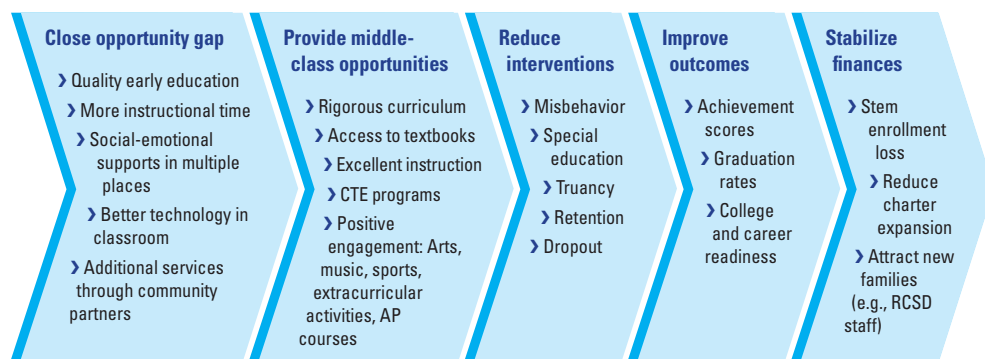 Close opportunity gap
❯ Quality early education
❯ More instructional time
❯ Social-emotional
supports in multiple
places
❯ Better technology in
classroom
❯ Additional services
through community
partners
Provide middle-
class opportunities
❯ Rigorous curriculum
❯ Access to textbooks
❯ Excellent instruction
❯ CTE programs
❯ Positive
engagement: Arts,
music, sports,
extracurricular
activities, AP
courses
Reduce
interventions
❯ Misbehavior
❯ Special
education
❯ Truancy
❯ Retention
❯ Dropout
Improve
outcomes
❯ Achievement
scores
❯ Graduation
rates
❯ College
and career
readiness
Stabilize
finances
❯ Stem
enrollment
loss
❯ Reduce
charter
expansion
❯ Attract new
families
(e.g., RCSD
staff)